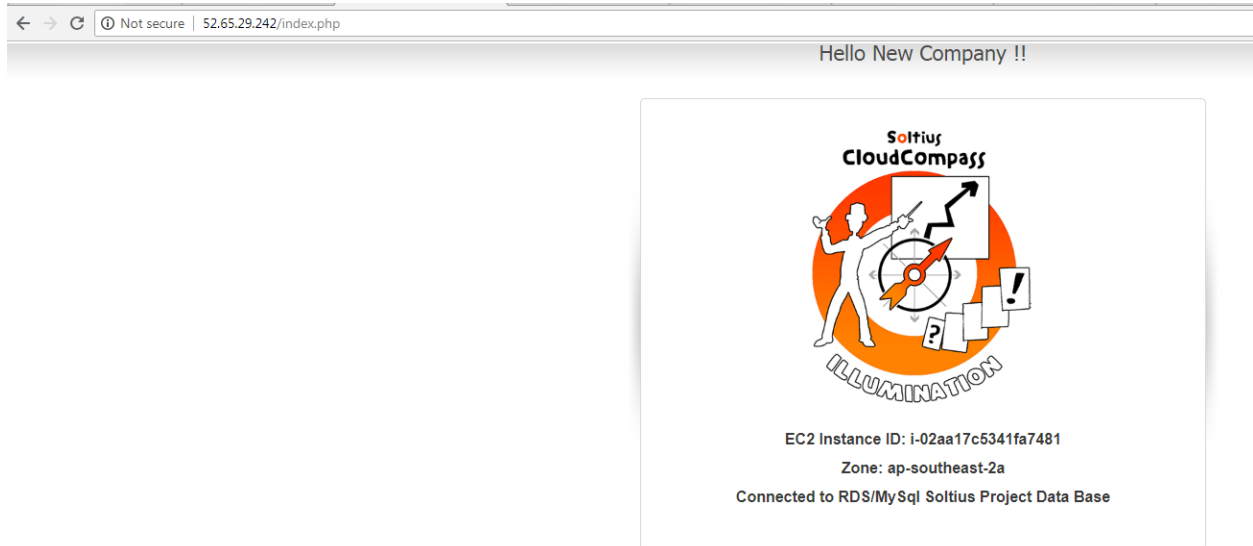 Not secure | 52.65.29.242/index.php
Hello New Company !!
Soltius
CloudCompass
!
?
ILLUMINATION
EC2 Instance ID: i-02aa17c5341fa7481
Zone: ap-southeast-2a
Connected to RDS/MySql Soltius Project Data Base